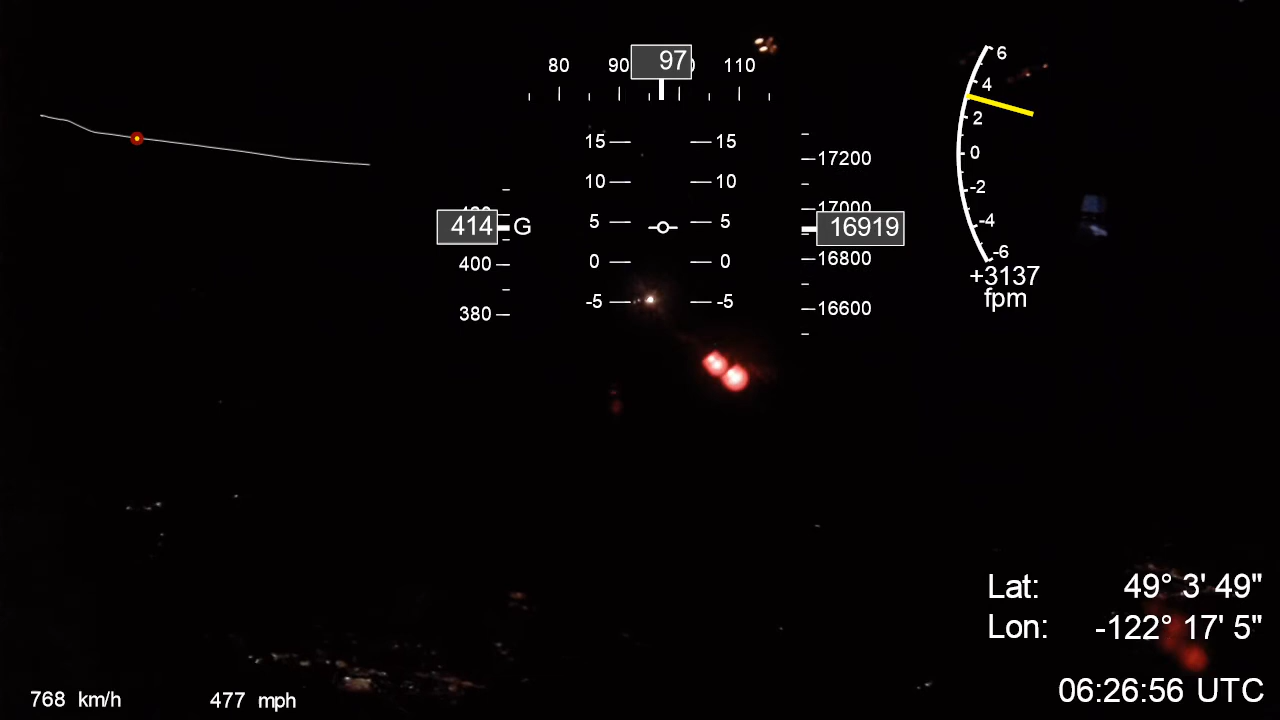 80 90 97 110
6
4
2
0
-2
-4
-6
15 15
10 10
5 5
0 0
-5 -5
17200
17000
16919
16800
16600
414 G
400
380
+3137
fpm
Lat: 49° 3' 49"
Lon: -122° 17' 5"
06:26:56 UTC
768 km/h 477 mph